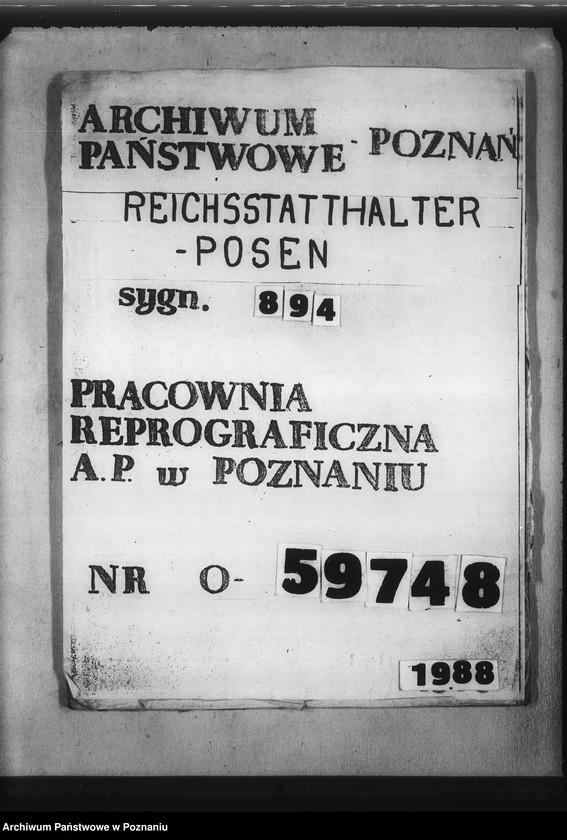 ARCHIWUM
PAŃSTWOWE - POZNAŃ
REICHSSTATTHALTER
-POSEN
sygn. 894
PRACOWNIA
REPROGRAFICZNA
A.P. w POZNANIU
NR O- 59748
1988
Archiwum Państwowe w Poznaniu